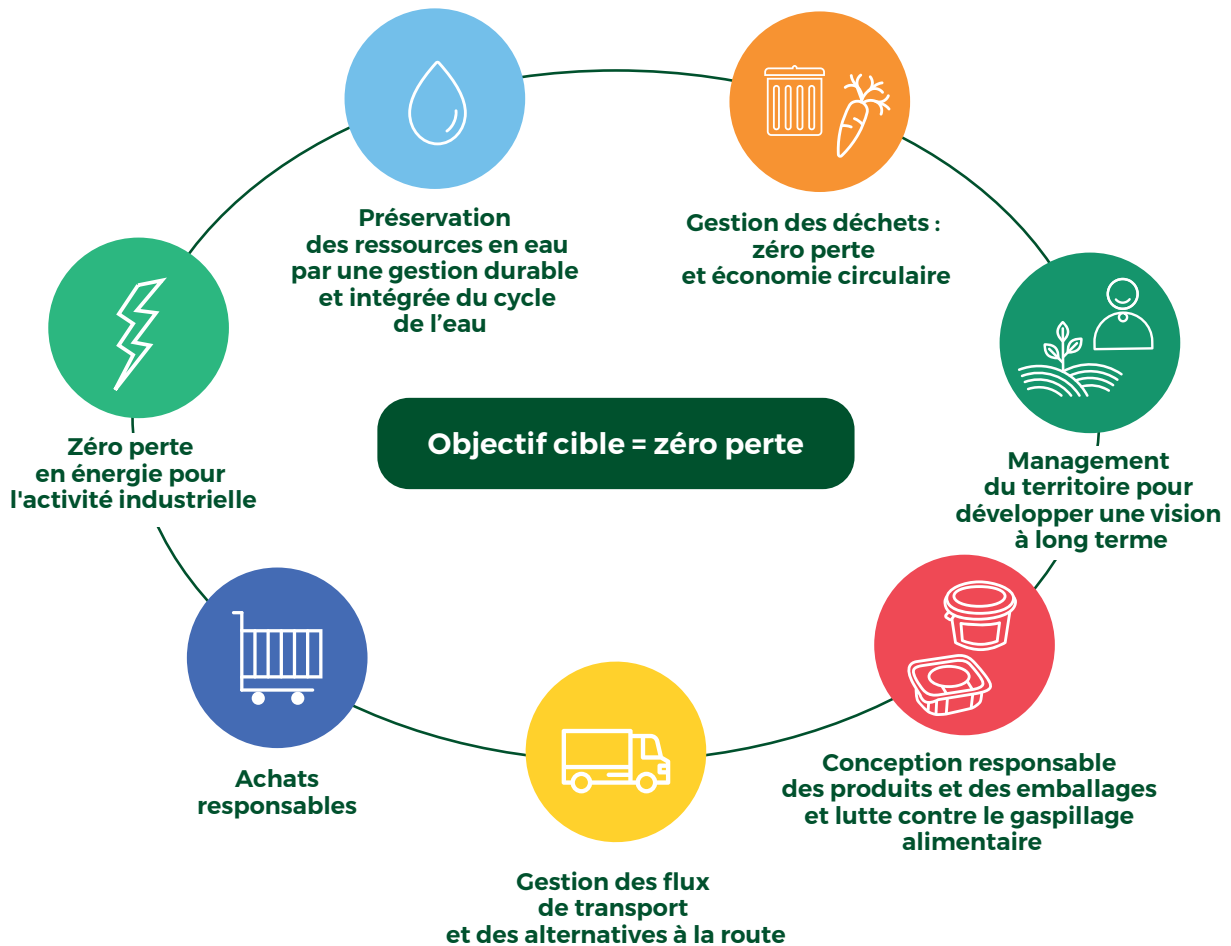 Préservation
des ressources en eau
par une gestion durable
et intégrée du cycle
de l’eau
Gestion des déchets :
zéro perte
et économie circulaire
Zéro perte
en énergie pour
l'activité industrielle
Objectif cible = zéro perte
Management
du territoire pour
développer une vision
à long terme
Achats
responsables
Conception responsable
des produits et des emballages
et lutte contre le gaspillage
alimentaire
Gestion des flux
de transport
et des alternatives à la route